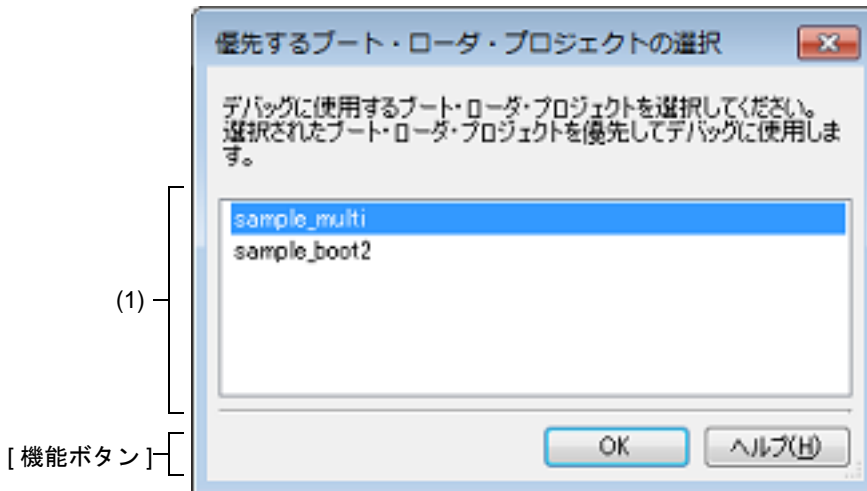 優先するブート・ローダ・プロジェクトの選択
デバッグに使用するブート・ローダ・プロジェクトを選択してください。
選択されたブート・ローダ・プロジェクトを優先してデバッグに使用しま
す。
sample_multi
sample_boot2
(1)
[ 機能ボタン ]
OK
ヘルプ(H)